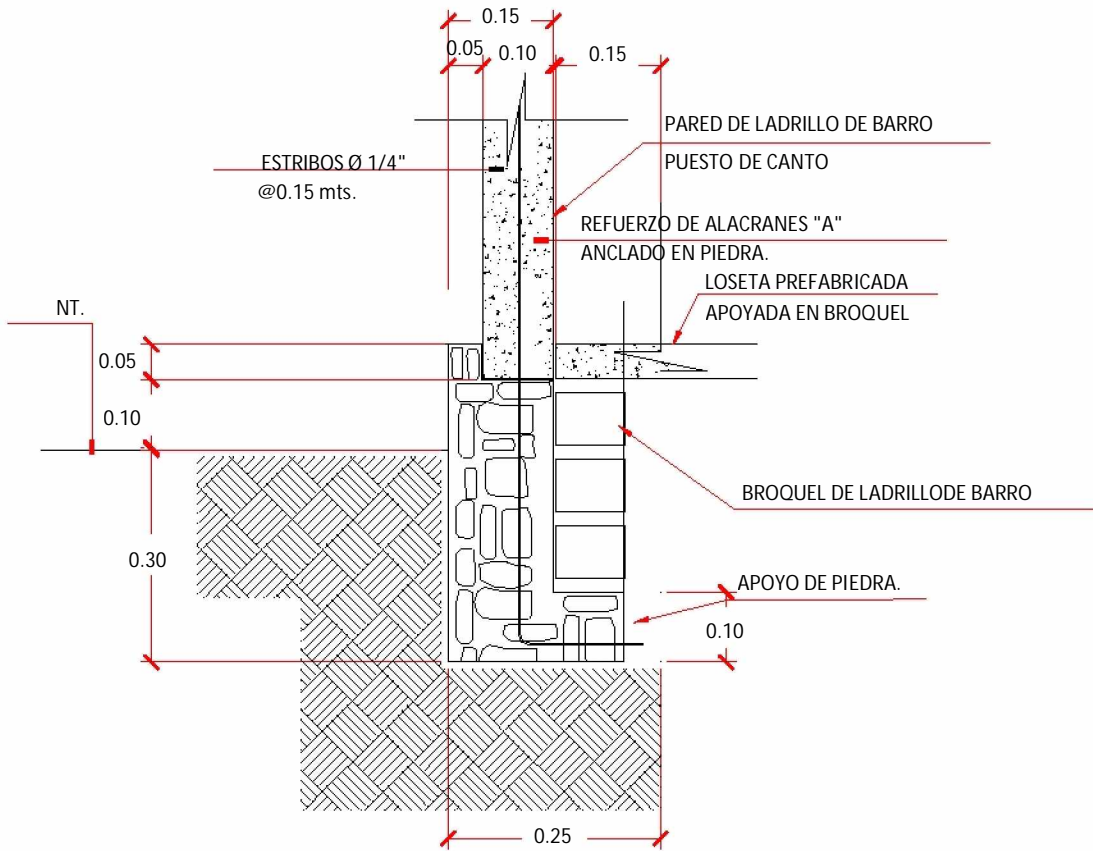 0.15
0.05
0.10
0.15
PARED DE LADRILLO DE BARRO
PUESTO DE CANTO
ESTRIBOS Ø 1/4"
@0.15 mts.
REFUERZO DE ALACRANES "A"
ANCLADO EN PIEDRA.
LOSETA PREFABRICADA
APOYADA EN BROQUEL
NT.
0.05
0.10
BROQUEL DE LADRILLODE BARRO
0.30
APOYO DE PIEDRA.
0.10
0.25